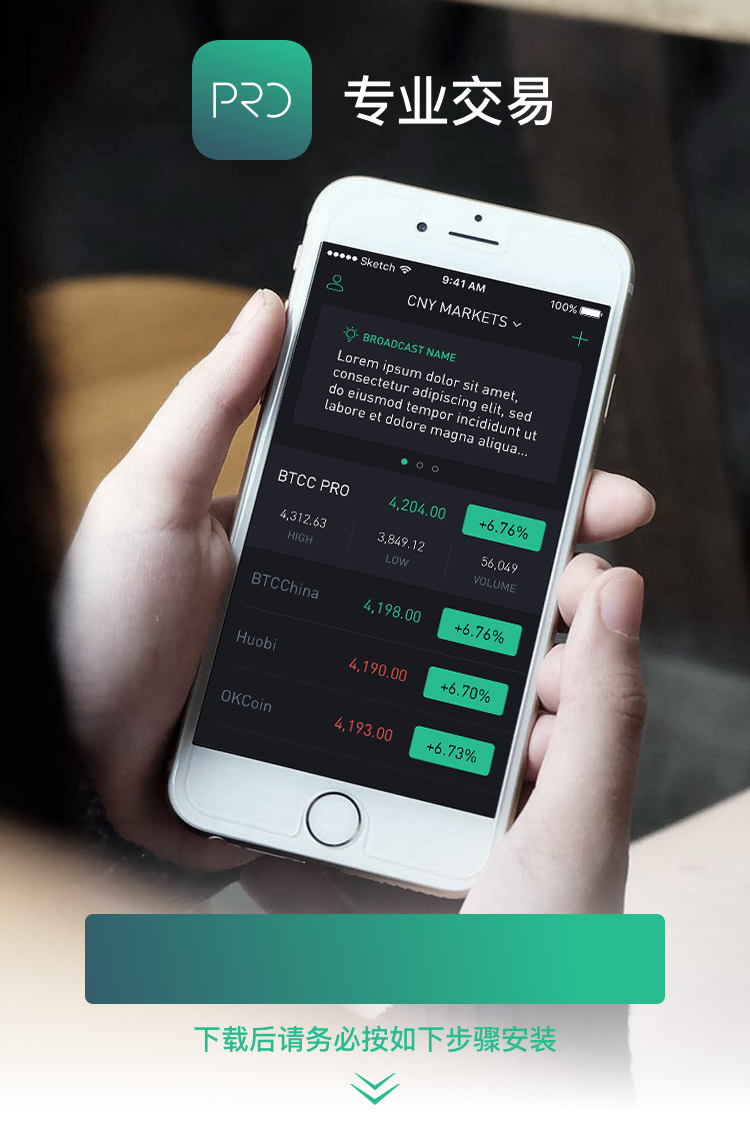 PRO
专业交易
Sketch
9:41 AM
100%
CNY MARKETS
BROADCAST NAME
Lorem ipsum dolor sit amet,
consectetur adipiscing elit, sed
do eiusmod tempor incididunt ut
labore et dolore magna aliqua...
BTCC PRO
4,204.00
+6.76%
4,312.63
3,849.12
56,049
HIGH
LOW
VOLUME
BTCChina
4,198.00
+6.76%
Huobi
4,190.00
+6.70%
OKCoin
4,193.00
+6.73%
下载后请务必按如下步骤安装